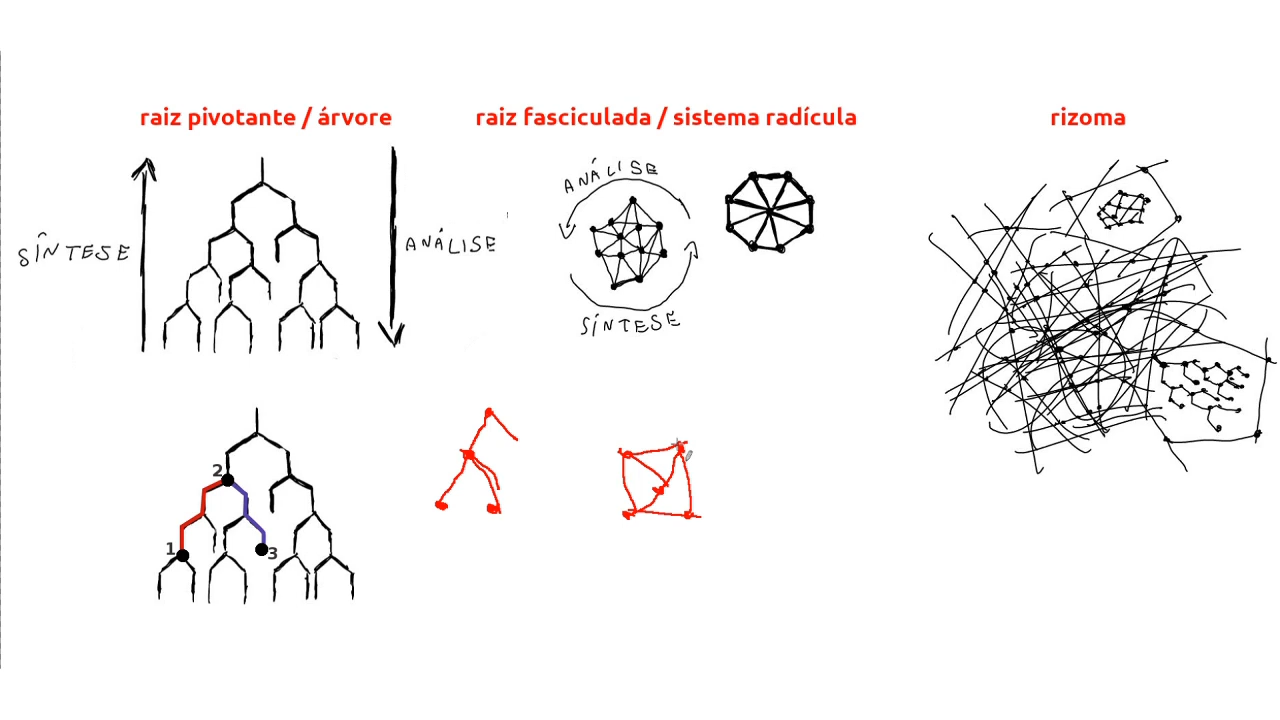 raiz pivotante / árvore
raiz fasciculada / sistema radícula
rizoma
SÍNTESE
ANÁLISE
ANÁLISE
SÍNTESE
2
1
3